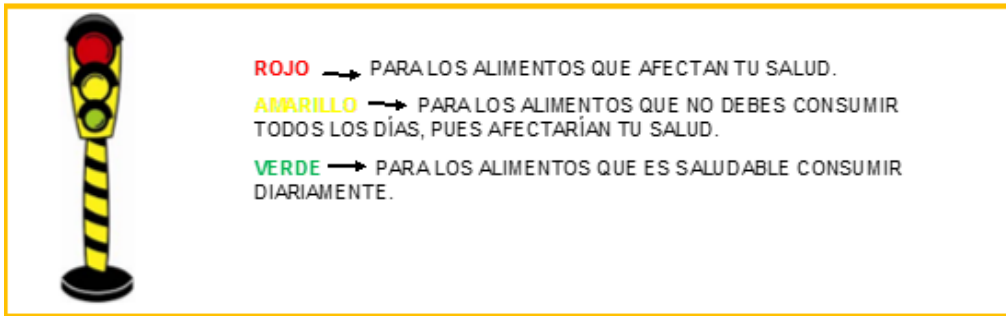 ROJO → PARA LOS ALIMENTOS QUE AFECTAN TU SALUD.
AMARILLO → PARA LOS ALIMENTOS QUE NO DEBES CONSUMIR
TODOS LOS DÍAS, PUES AFECTARÍAN TU SALUD.
VERDE → PARA LOS ALIMENTOS QUE ES SALUDABLE CONSUMIR
DIARIAMENTE.